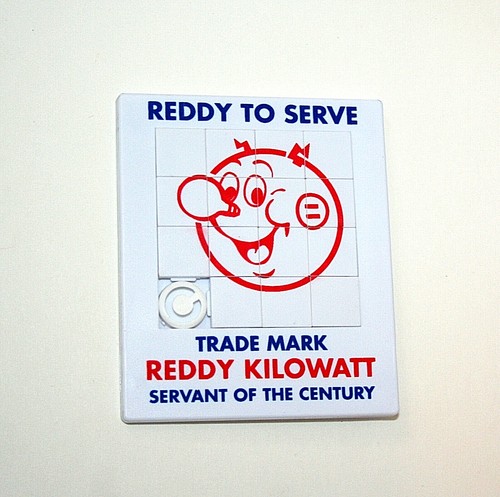 REDDY TO SERVE
TRADE MARK
REDDY KILOWATT
SERVANT OF THE CENTURY